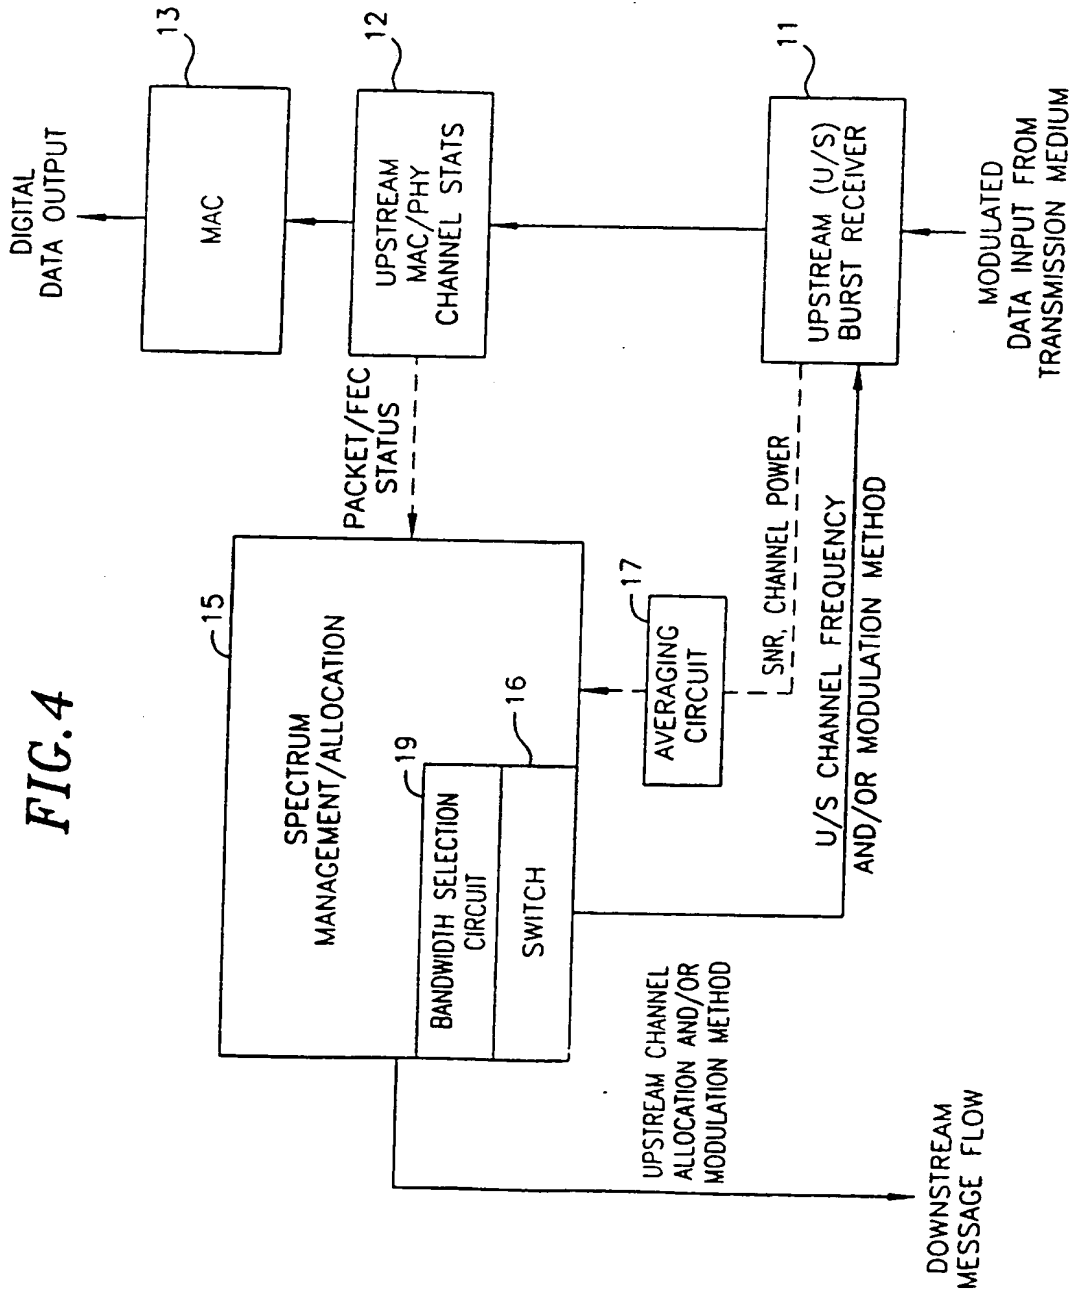 FIG.4
DIGITAL
DATA OUTPUT
13
MAC
12
UPSTREAM
MAC/PHY
CHANNEL STATS
11
UPSTREAM (U/S)
BURST RECEIVER
MODULATED
DATA INPUT FROM
TRANSMISSION MEDIUM
PACKET/FEC
STATUS
15
SPECTRUM
MANAGEMENT/ALLOCATION
19
BANDWIDTH SELECTION
CIRCUIT
16
SWITCH
17
AVERAGING
CIRCUIT
SNR, CHANNEL POWER
U/S CHANNEL FREQUENCY
AND/OR MODULATION METHOD
UPSTREAM CHANNEL
ALLOCATION AND/OR
MODULATION METHOD
DOWNSTREAM
MESSAGE FLOW